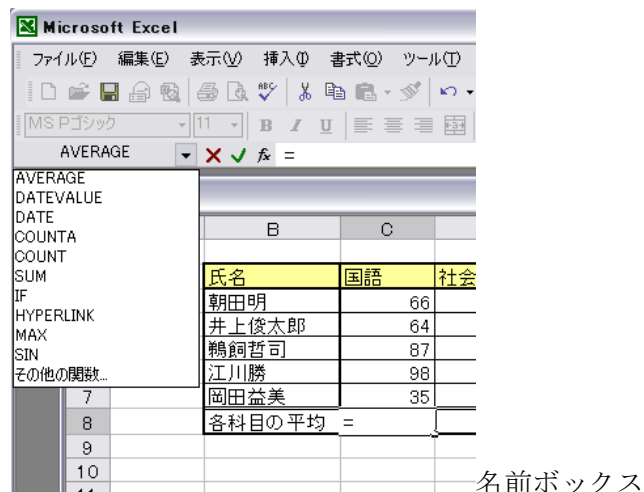 Microsoft Excel
ファイル(F) 編集(E) 表示(V) 挿入(I) 書式(O) ツール(T)
ABC
MS Pゴシック 11 B I U
AVERAGE fx =
AVERAGE
DATEVALUE
DATE
COUNTA
COUNT
SUM
IF
HYPERLINK
MAX
SIN
その他の関数...
B C
氏名 国語 社会
朝田明 66
井上俊太郎 64
鵜飼哲司 87
江川勝 98
7 岡田益美 35
8 各科目の平均 =
9
10
名前ボックス